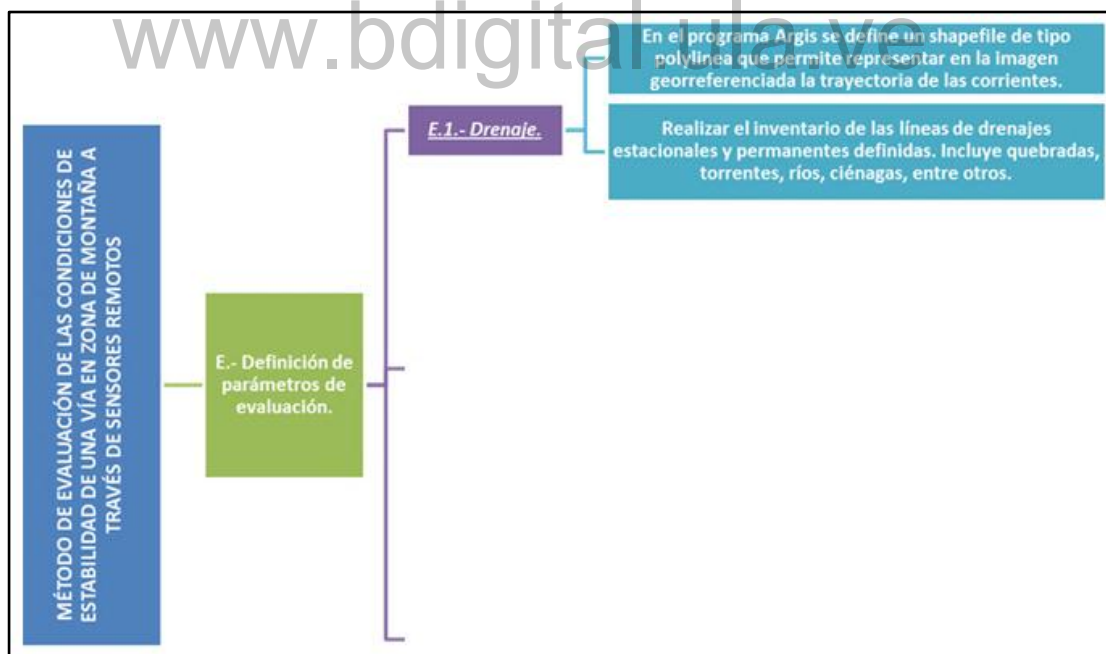 www.bdigital.ula.ve
En el programa Argis se define un shapefile de tipo
polylinea que permite representar en la imagen
georreferenciada la trayectoria de las corrientes.
E.1.- Drenaje.
Realizar el inventario de las líneas de drenajes
estacionales y permanentes definidas. Incluye quebradas,
torrentes, ríos, ciénagas, entre otros.
MÉTODO DE EVALUACIÓN DE LAS CONDICIONES DE
ESTABILIDAD DE UNA VÍA EN ZONA DE MONTAÑA A
TRAVÉS DE SENSORES REMOTOS
E.- Definición de
parámetros de
evaluación.